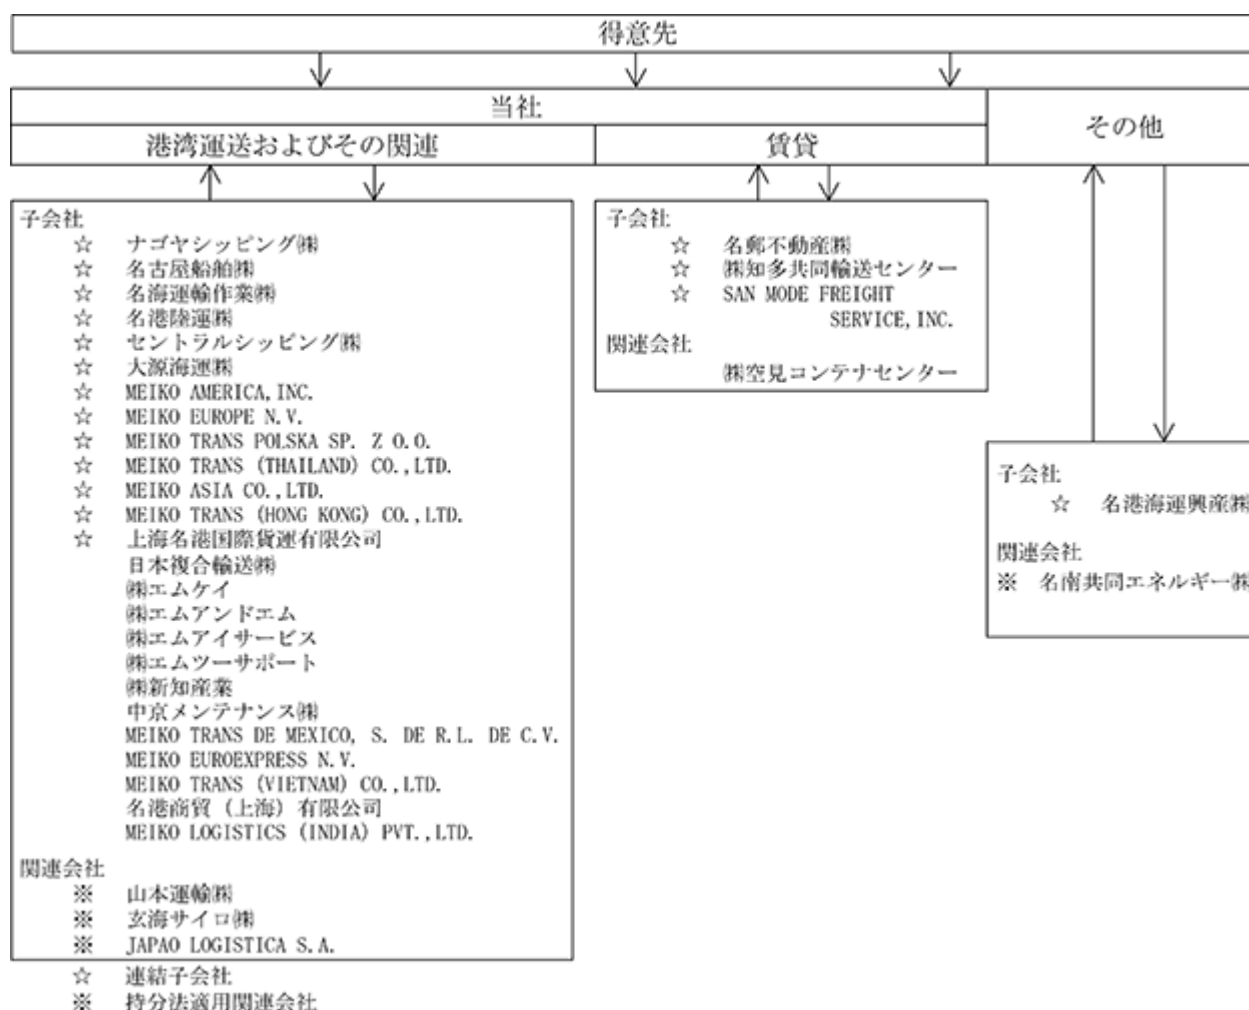 得意先
当社
港湾運送およびその関連
賃貸
その他
子会社
☆ ナゴヤシッピング㈱
☆ 名古屋船舶㈱
☆ 名海運輸作業㈱
☆ 名港陸運㈱
☆ セントラルシッピング㈱
☆ 大源海運㈱
☆ MEIKO AMERICA, INC.
☆ MEIKO EUROPE N.V.
☆ MEIKO TRANS POLSKA SP. Z O.O.
☆ MEIKO TRANS (THAILAND) CO.,LTD.
☆ MEIKO ASIA CO.,LTD.
☆ MEIKO TRANS (HONG KONG) CO.,LTD.
☆ 上海名港国際貨運有限公司
日本複合輸送㈱
㈱エムケイ
㈱エムアンドエム
㈱エムアイサービス
㈱エムツーサポート
㈱新知産業
中京メンテナンス㈱
MEIKO TRANS DE MEXICO, S. DE R.L. DE C.V.
MEIKO EUROEXPRESS N.V.
MEIKO TRANS (VIETNAM) CO.,LTD.
名港商貿（上海）有限公司
MEIKO LOGISTICS (INDIA) PVT.,LTD.
関連会社
※ 山本運輸㈱
※ 玄海サイロ㈱
※ JAPAO LOGISTICA S.A.
子会社
☆ 名郵不動産㈱
☆ ㈱知多共同輸送センター
☆ SAN MODE FREIGHT
SERVICE, INC.
関連会社
㈱空見コンテナセンター
子会社
☆ 名港海運興産㈱
関連会社
※ 名南共同エネルギー㈱
☆ 連結子会社
※ 持分法適用関連会社